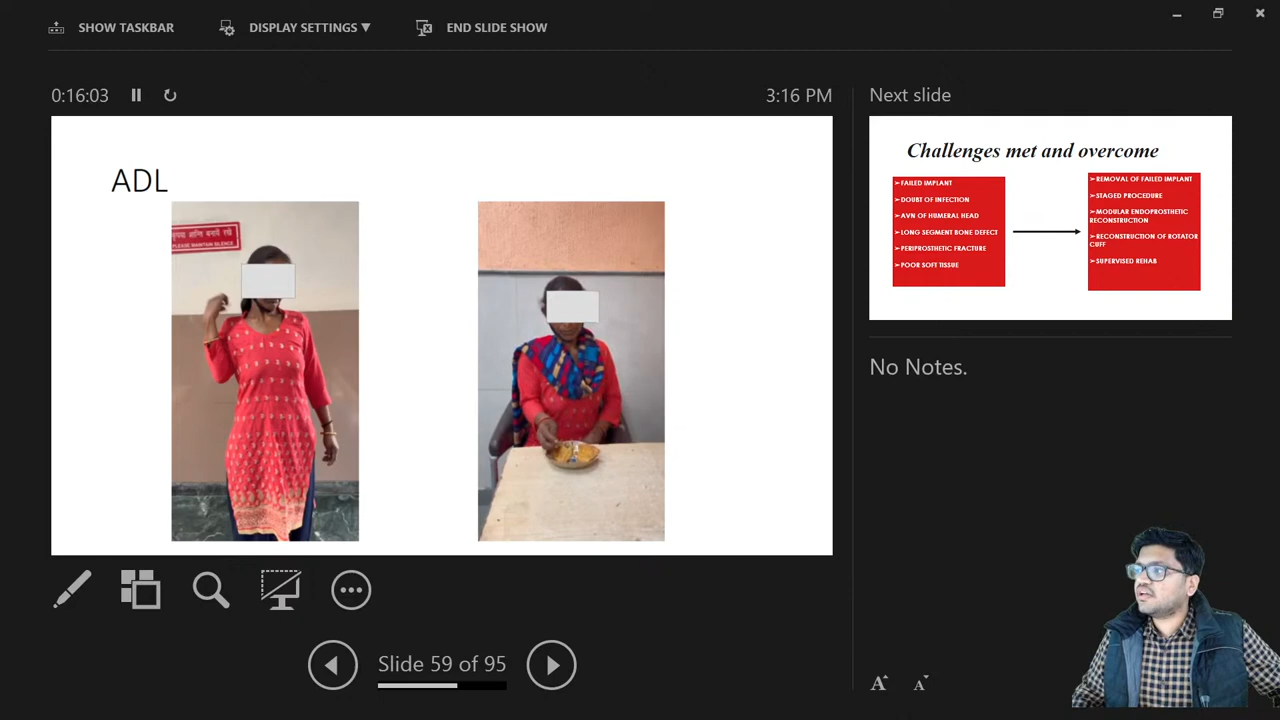 SHOW TASKBAR
DISPLAY SETTINGS ▼
END SLIDE SHOW
0:16:03
3:16 PM
ADL
कृपया शान्ति बनाये रखें
PLEASE MAINTAIN SILENCE
Slide 59 of 95
Next slide
Challenges met and overcome
➢FAILED IMPLANT
➢DOUBT OF INFECTION
➢AVN OF HUMERAL HEAD
➢LONG SEGMENT BONE DEFECT
➢PERIPROSTHETIC FRACTURE
➢POOR SOFT TISSUE
➢REMOVAL OF FAILED IMPLANT
➢STAGED PROCEDURE
➢MODULAR ENDOPROSTHETIC
RECONSTRUCTION
➢RECONSTRUCTION OF ROTATOR
CUFF
➢SUPERVISED REHAB
No Notes.
A A